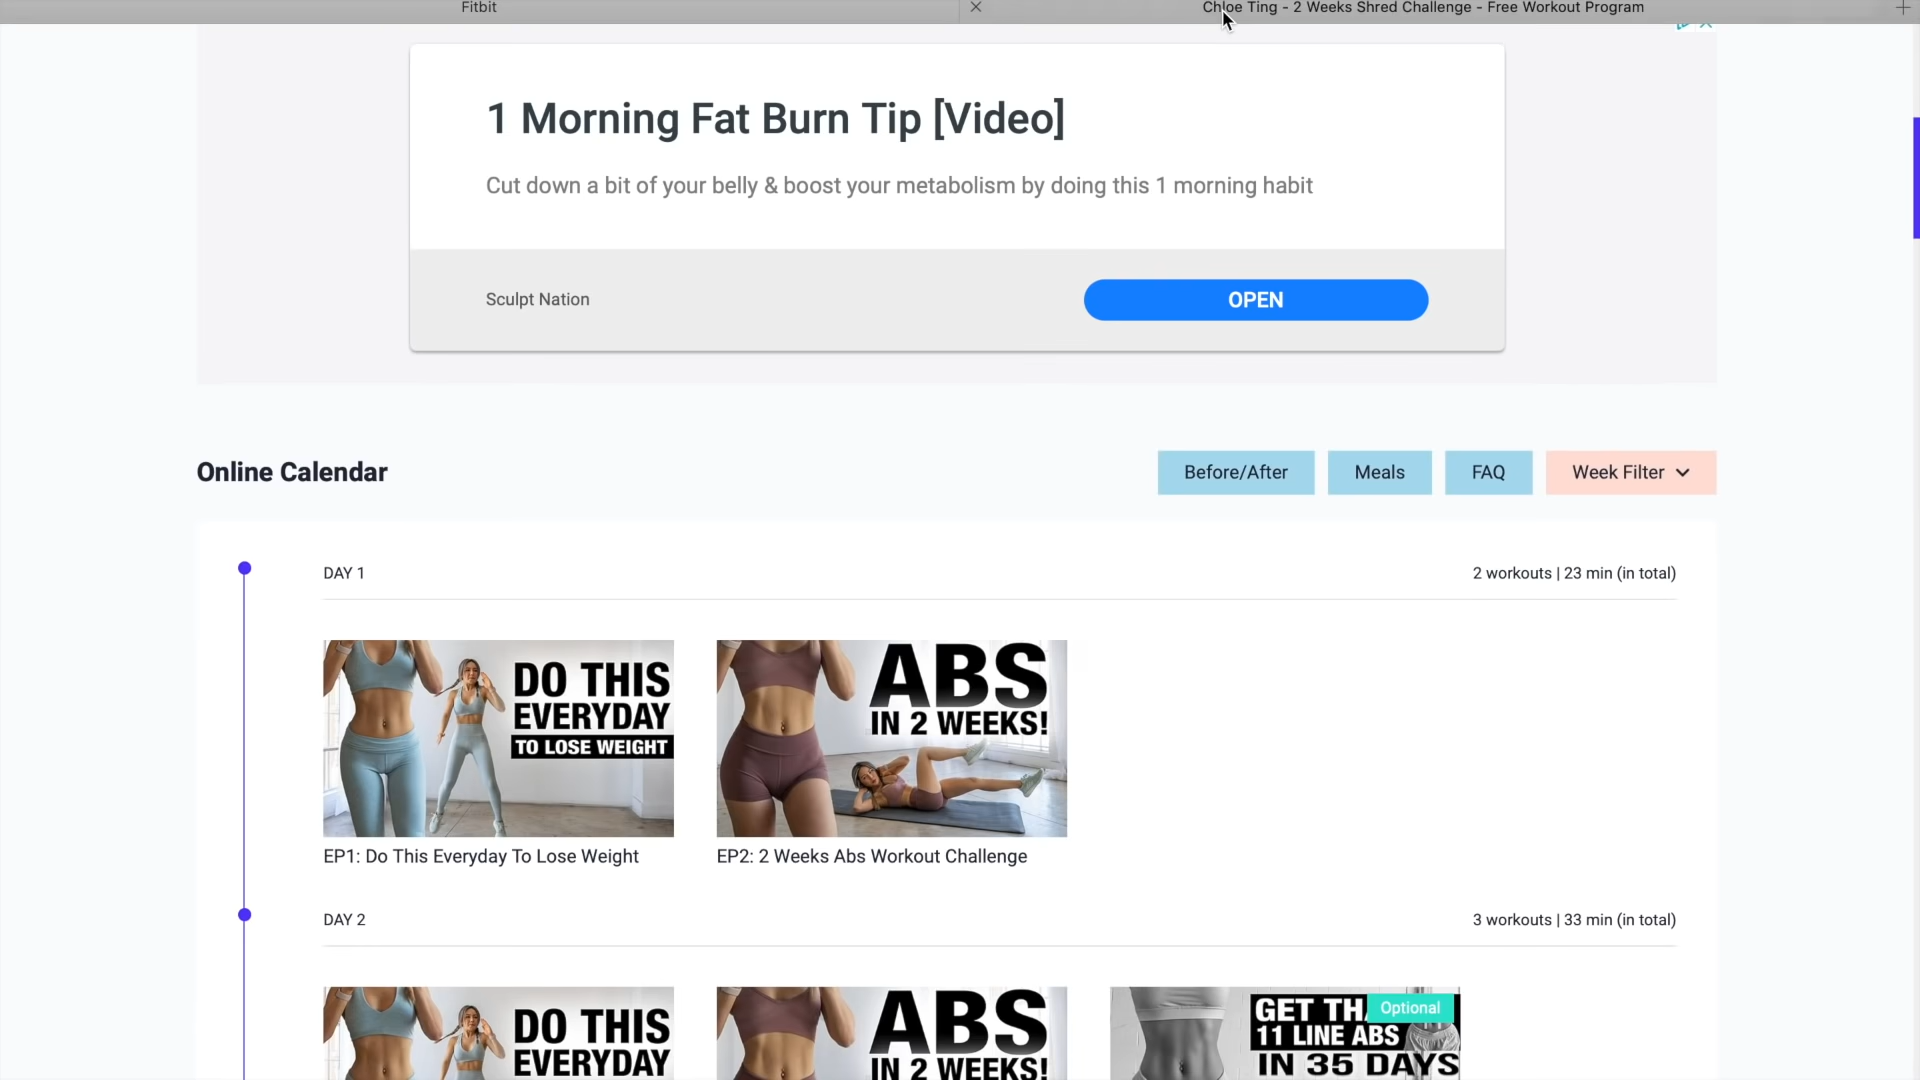 Fitbit
Chloe Ting - 2 Weeks Shred Challenge - Free Workout Program
1 Morning Fat Burn Tip [Video]
Cut down a bit of your belly & boost your metabolism by doing this 1 morning habit
Sculpt Nation
OPEN
Online Calendar
Before/After
Meals
FAQ
Week Filter
DAY 1
2 workouts | 23 min (in total)
DO THIS
EVERYDAY
TO LOSE WEIGHT
ABS
IN 2 WEEKS!
EP1: Do This Everyday To Lose Weight
EP2: 2 Weeks Abs Workout Challenge
DAY 2
3 workouts | 33 min (in total)
DO THIS
EVERYDAY
ABS
IN 2 WEEKS!
GET
Optional
11 LINE ABS
IN 35 DAYS